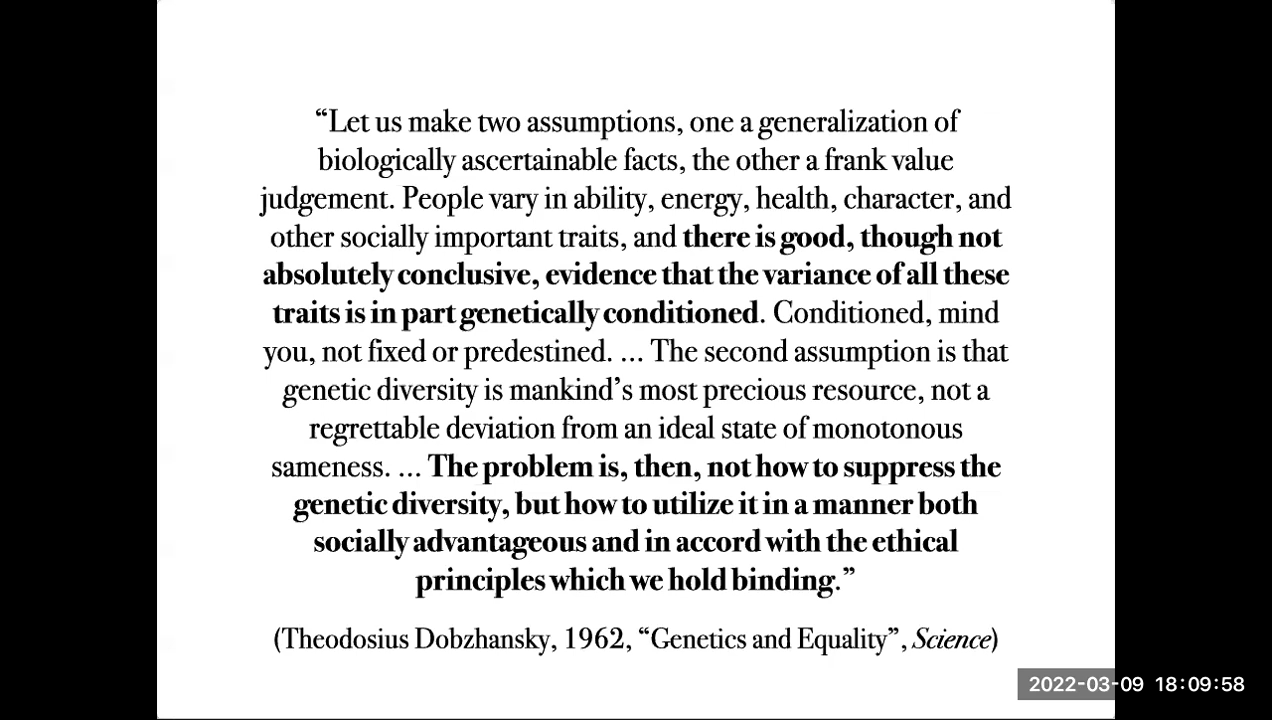 “Let us make two assumptions, one a generalization of
biologically ascertainable facts, the other a frank value
judgement. People vary in ability, energy, health, character, and
other socially important traits, and there is good, though not
absolutely conclusive, evidence that the variance of all these
traits is in part genetically conditioned. Conditioned, mind
you, not fixed or predestined. ... The second assumption is that
genetic diversity is mankind’s most precious resource, not a
regrettable deviation from an ideal state of monotonous
sameness. ... The problem is, then, not how to suppress the
genetic diversity, but how to utilize it in a manner both
socially advantageous and in accord with the ethical
principles which we hold binding.”
(Theodosius Dobzhansky, 1962, “Genetics and Equality”, Science)
2022-03-09 18:09:58